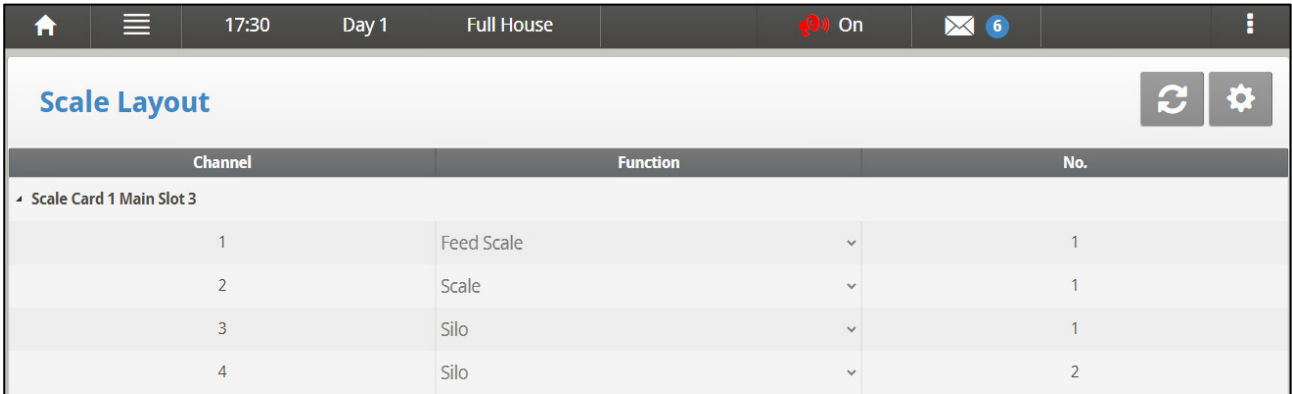 17:30 Day 1 Full House On 6
Scale Layout
Channel Function No.
Scale Card 1 Main Slot 3
1 Feed Scale 1
2 Scale 1
3 Silo 1
4 Silo 2